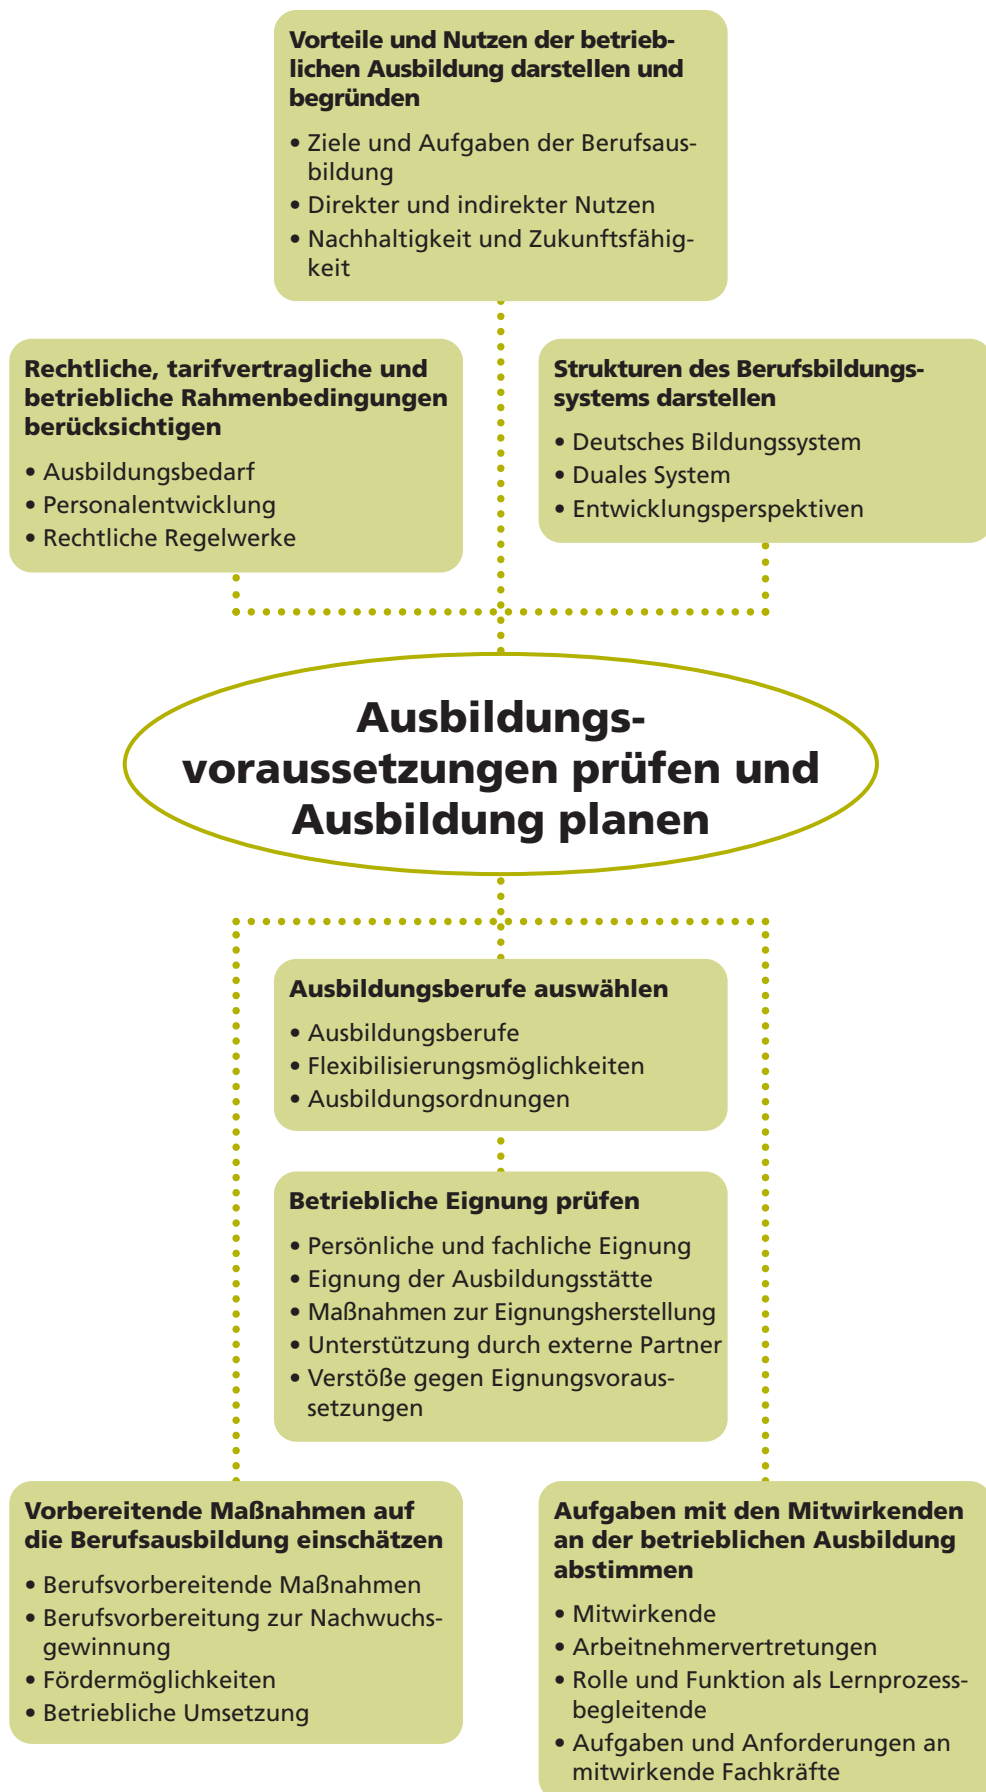 Vorteile und Nutzen der betrieb-
lichen Ausbildung darstellen und
begründen
• Ziele und Aufgaben der Berufsaus-
bildung
• Direkter und indirekter Nutzen
• Nachhaltigkeit und Zukunftsfähig-
keit
Rechtliche, tarifvertragliche und
betriebliche Rahmenbedingungen
berücksichtigen
• Ausbildungsbedarf
• Personalentwicklung
• Rechtliche Regelwerke
Strukturen des Berufsbildungs-
systems darstellen
• Deutsches Bildungssystem
• Duales System
• Entwicklungsperspektiven
Ausbildungs-
voraussetzungen prüfen und
Ausbildung planen
Ausbildungsberufe auswählen
• Ausbildungsberufe
• Flexibilisierungsmöglichkeiten
• Ausbildungsordnungen
Betriebliche Eignung prüfen
• Persönliche und fachliche Eignung
• Eignung der Ausbildungsstätte
• Maßnahmen zur Eignungsherstellung
• Unterstützung durch externe Partner
• Verstöße gegen Eignungsvoraus-
setzungen
Vorbereitende Maßnahmen auf
die Berufsausbildung einschätzen
• Berufsvorbereitende Maßnahmen
• Berufsvorbereitung zur Nachwuchs-
gewinnung
• Fördermöglichkeiten
• Betriebliche Umsetzung
Aufgaben mit den Mitwirkenden
an der betrieblichen Ausbildung
abstimmen
• Mitwirkende
• Arbeitnehmervertretungen
• Rolle und Funktion als Lernprozess-
begleitende
• Aufgaben und Anforderungen an
mitwirkende Fachkräfte